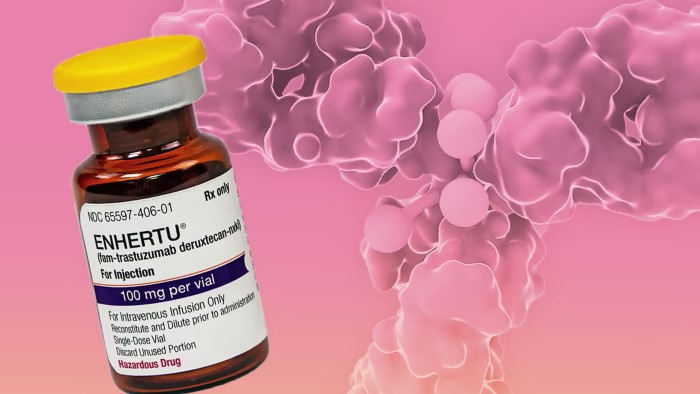 NDC 65597-406-01
Rx only
ENHERTU®
(fam-trastuzumab deruxtecan-nxki)
For Injection
100 mg per vial
For Intravenous Infusion Only
Reconstitute and Dilute prior to administration
Single-Dose Vial
Discard Unused Portion
Hazardous Drug